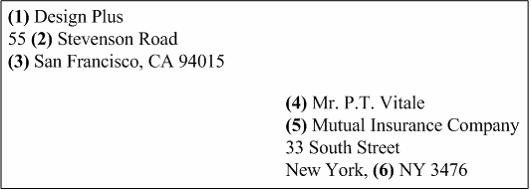 (1) Design Plus
55 (2) Stevenson Road
(3) San Francisco, CA 94015
(4) Mr. P.T. Vitale
(5) Mutual Insurance Company
33 South Street
New York, (6) NY 3476